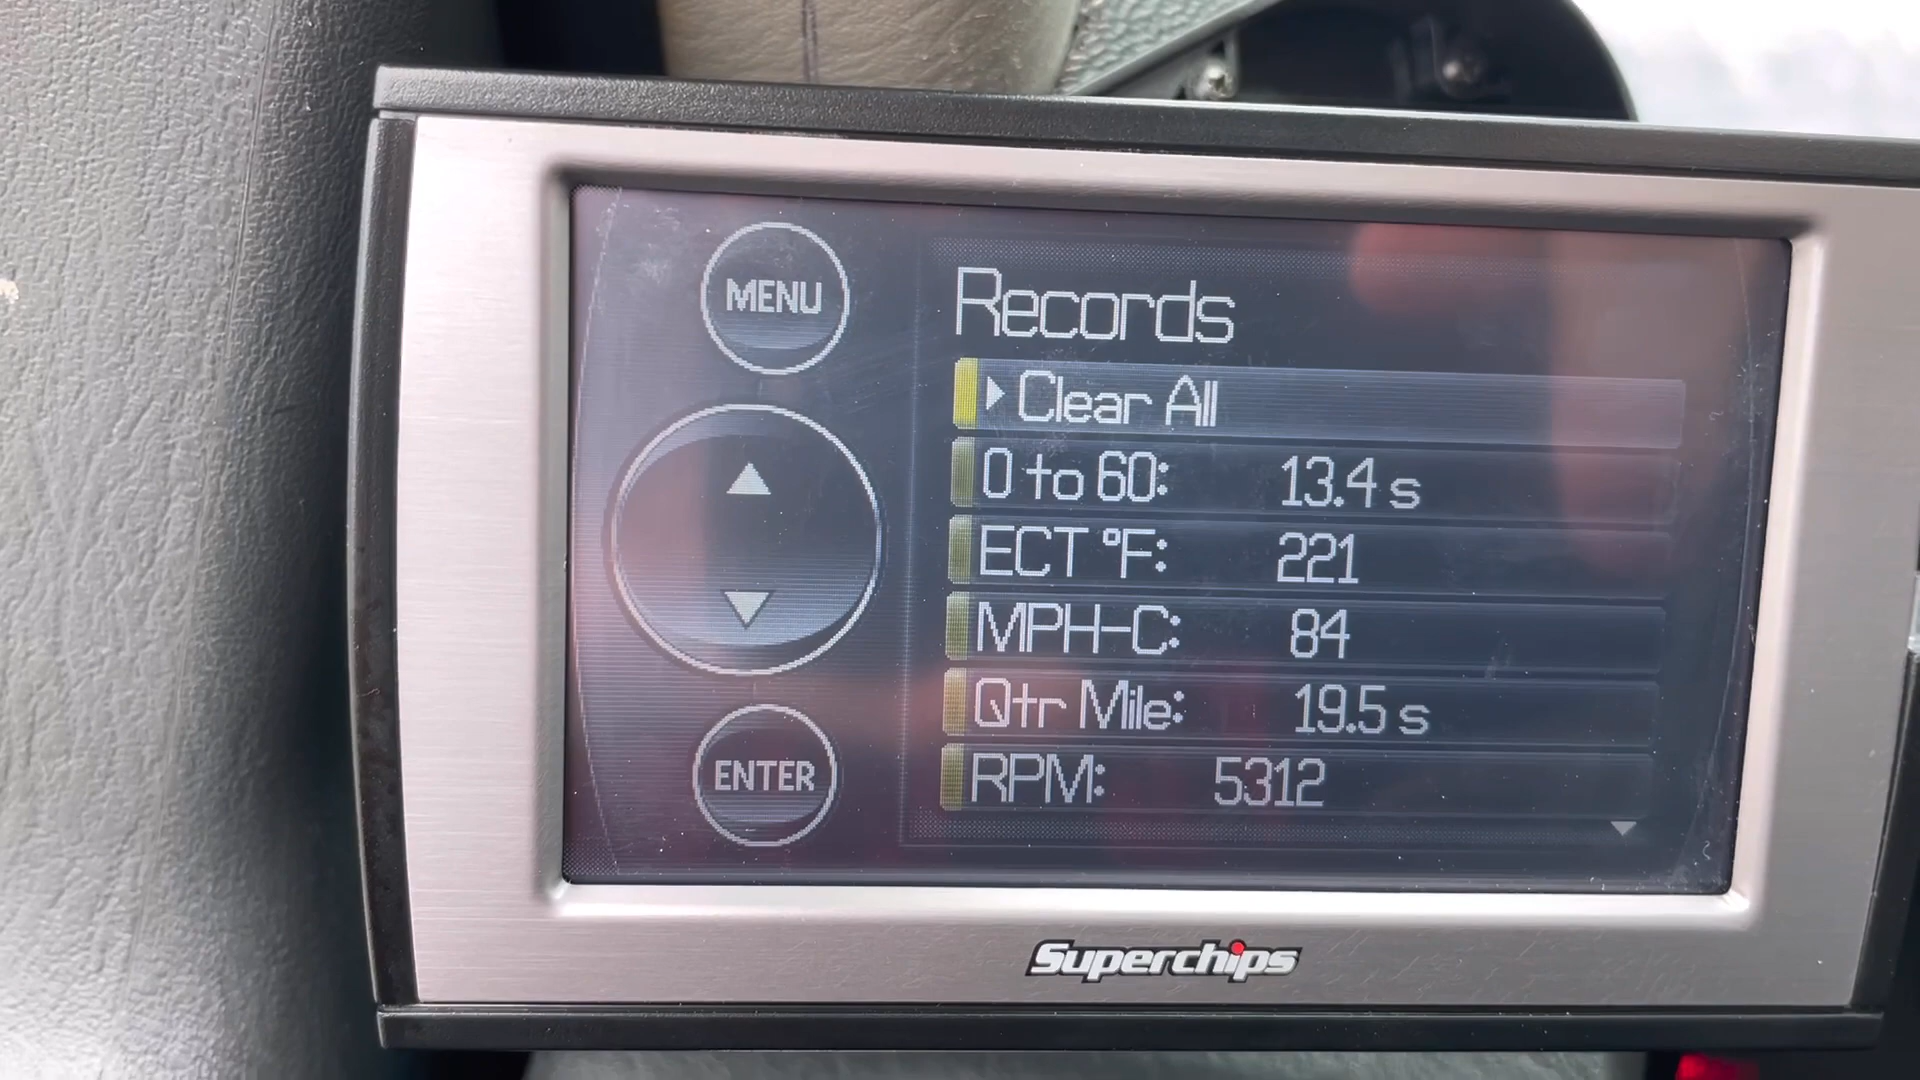 MENU
ENTER
Records
Clear All
0 to 60: 13.4 s
ECT °F: 221
MPH-C: 84
Qtr Mile: 19.5 s
RPM: 5312
Superchips